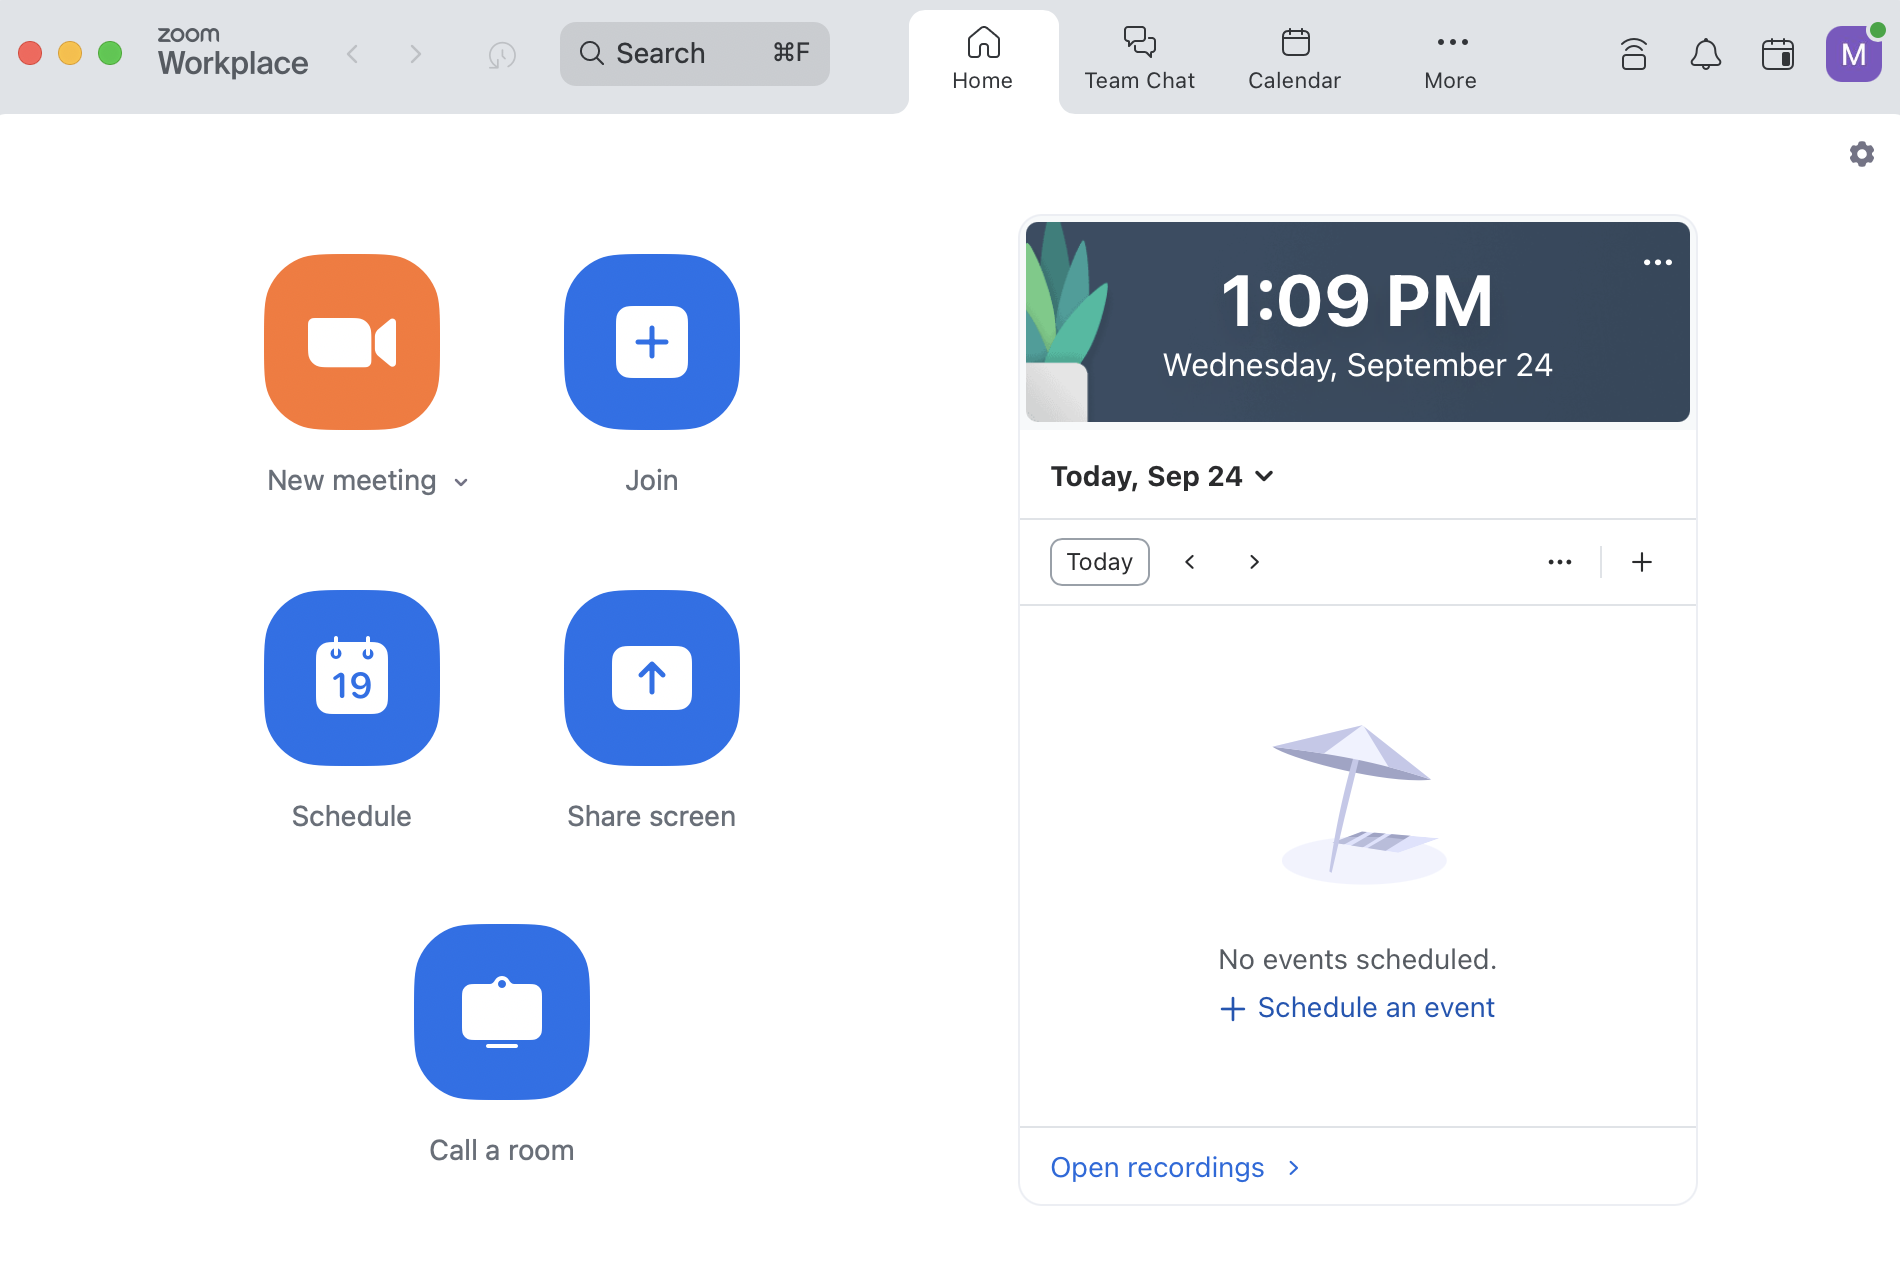 zoom
Workplace
Search ⌘F
Home
Team Chat
Calendar
More
M
1:09 PM
Wednesday, September 24
New meeting
Join
Today, Sep 24
Today
19
Schedule
Share screen
No events scheduled.
+ Schedule an event
Call a room
Open recordings